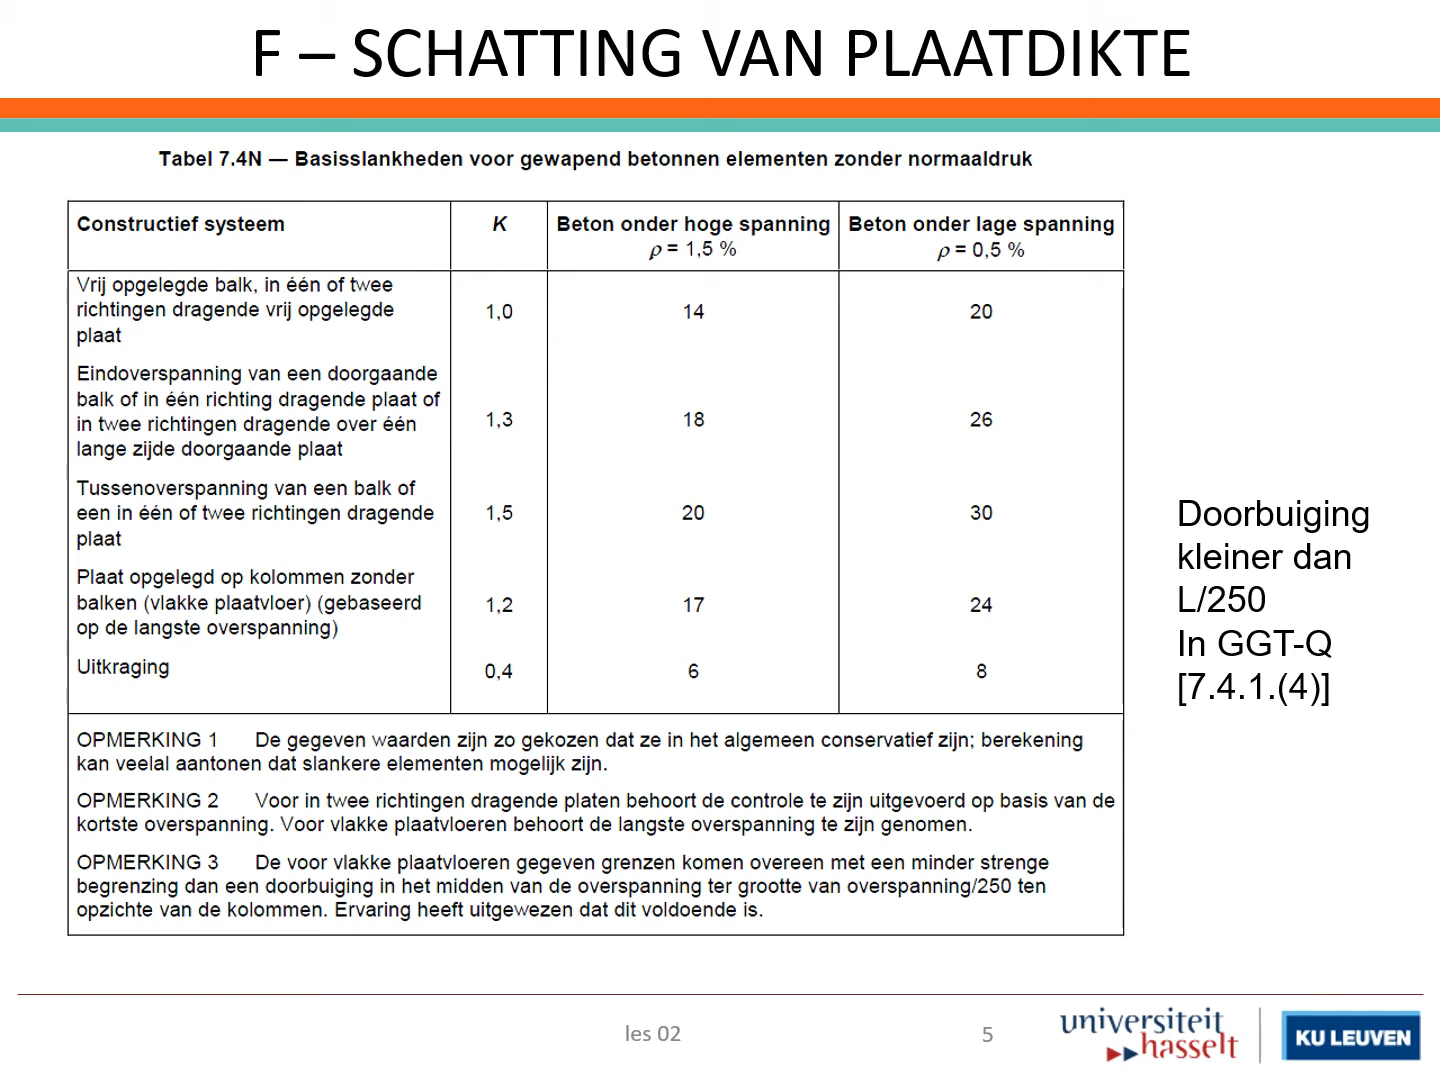 F – SCHATTING VAN PLAATDIKTE
Tabel 7.4N — Basisslankheden voor gewapend betonnen elementen zonder normaaldruk
Constructief systeem K Beton onder hoge spanning Beton onder lage spanning
ρ = 1,5 % ρ = 0,5 %
Vrij opgelegde balk, in één of twee
richtingen dragende vrij opgelegde 1,0 14 20
plaat
Eindoverspanning van een doorgaande
balk of in één richting dragende plaat of
in twee richtingen dragende over één 1,3 18 26
lange zijde doorgaande plaat
Tussenoverspanning van een balk of
een in één of twee richtingen dragende 1,5 20 30
plaat
Plaat opgelegd op kolommen zonder
balken (vlakke plaatvloer) (gebaseerd 1,2 17 24
op de langste overspanning)
Uitkraging 0,4 6 8
OPMERKING 1 De gegeven waarden zijn zo gekozen dat ze in het algemeen conservatief zijn; berekening
kan veelal aantonen dat slankere elementen mogelijk zijn.
OPMERKING 2 Voor in twee richtingen dragende platen behoort de controle te zijn uitgevoerd op basis van de
kortste overspanning. Voor vlakke plaatvloeren behoort de langste overspanning te zijn genomen.
OPMERKING 3 De voor vlakke plaatvloeren gegeven grenzen komen overeen met een minder strenge
begrenzing dan een doorbuiging in het midden van de overspanning ter grootte van overspanning/250 ten
opzichte van de kolommen. Ervaring heeft uitgewezen dat dit voldoende is.
Doorbuiging
kleiner dan
L/250
In GGT-Q
[7.4.1.(4)]
les 02
5
universiteit
hasselt
KU LEUVEN